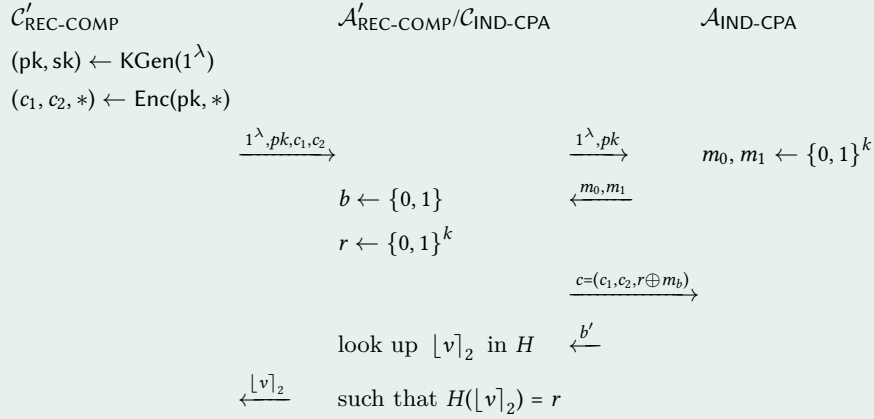 C′REC-COMP A′REC-COMP/CIND-CPA AIND-CPA
(pk, sk) ← KGen(1^λ)
(c₁, c₂, *) ← Enc(pk, *)
1^λ,pk,c₁,c₂ 1^λ,pk m₀, m₁ ← {0, 1}^k
b ← {0, 1} m₀,m₁
r ← {0, 1}^k
c=(c₁,c₂,r⊕m_b)
look up ⌊v⌉₂ in H b′
⌊v⌉₂ such that H(⌊v⌉₂) = r